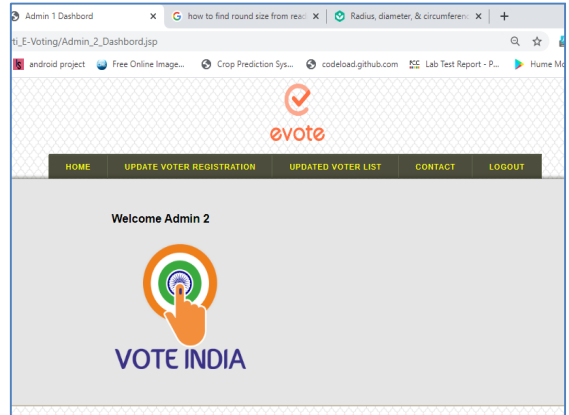 Admin 1 Dashbord
how to find round size from read
Radius, diameter, & circumferenc
ti_E-Voting/Admin_2_Dashbord.jsp
android project
Free Online Image...
Crop Prediction Sys...
codeload.github.com
Lab Test Report - P...
Hume Mo
evote
HOME UPDATE VOTER REGISTRATION UPDATED VOTER LIST CONTACT LOGOUT
Welcome Admin 2
VOTE INDIA